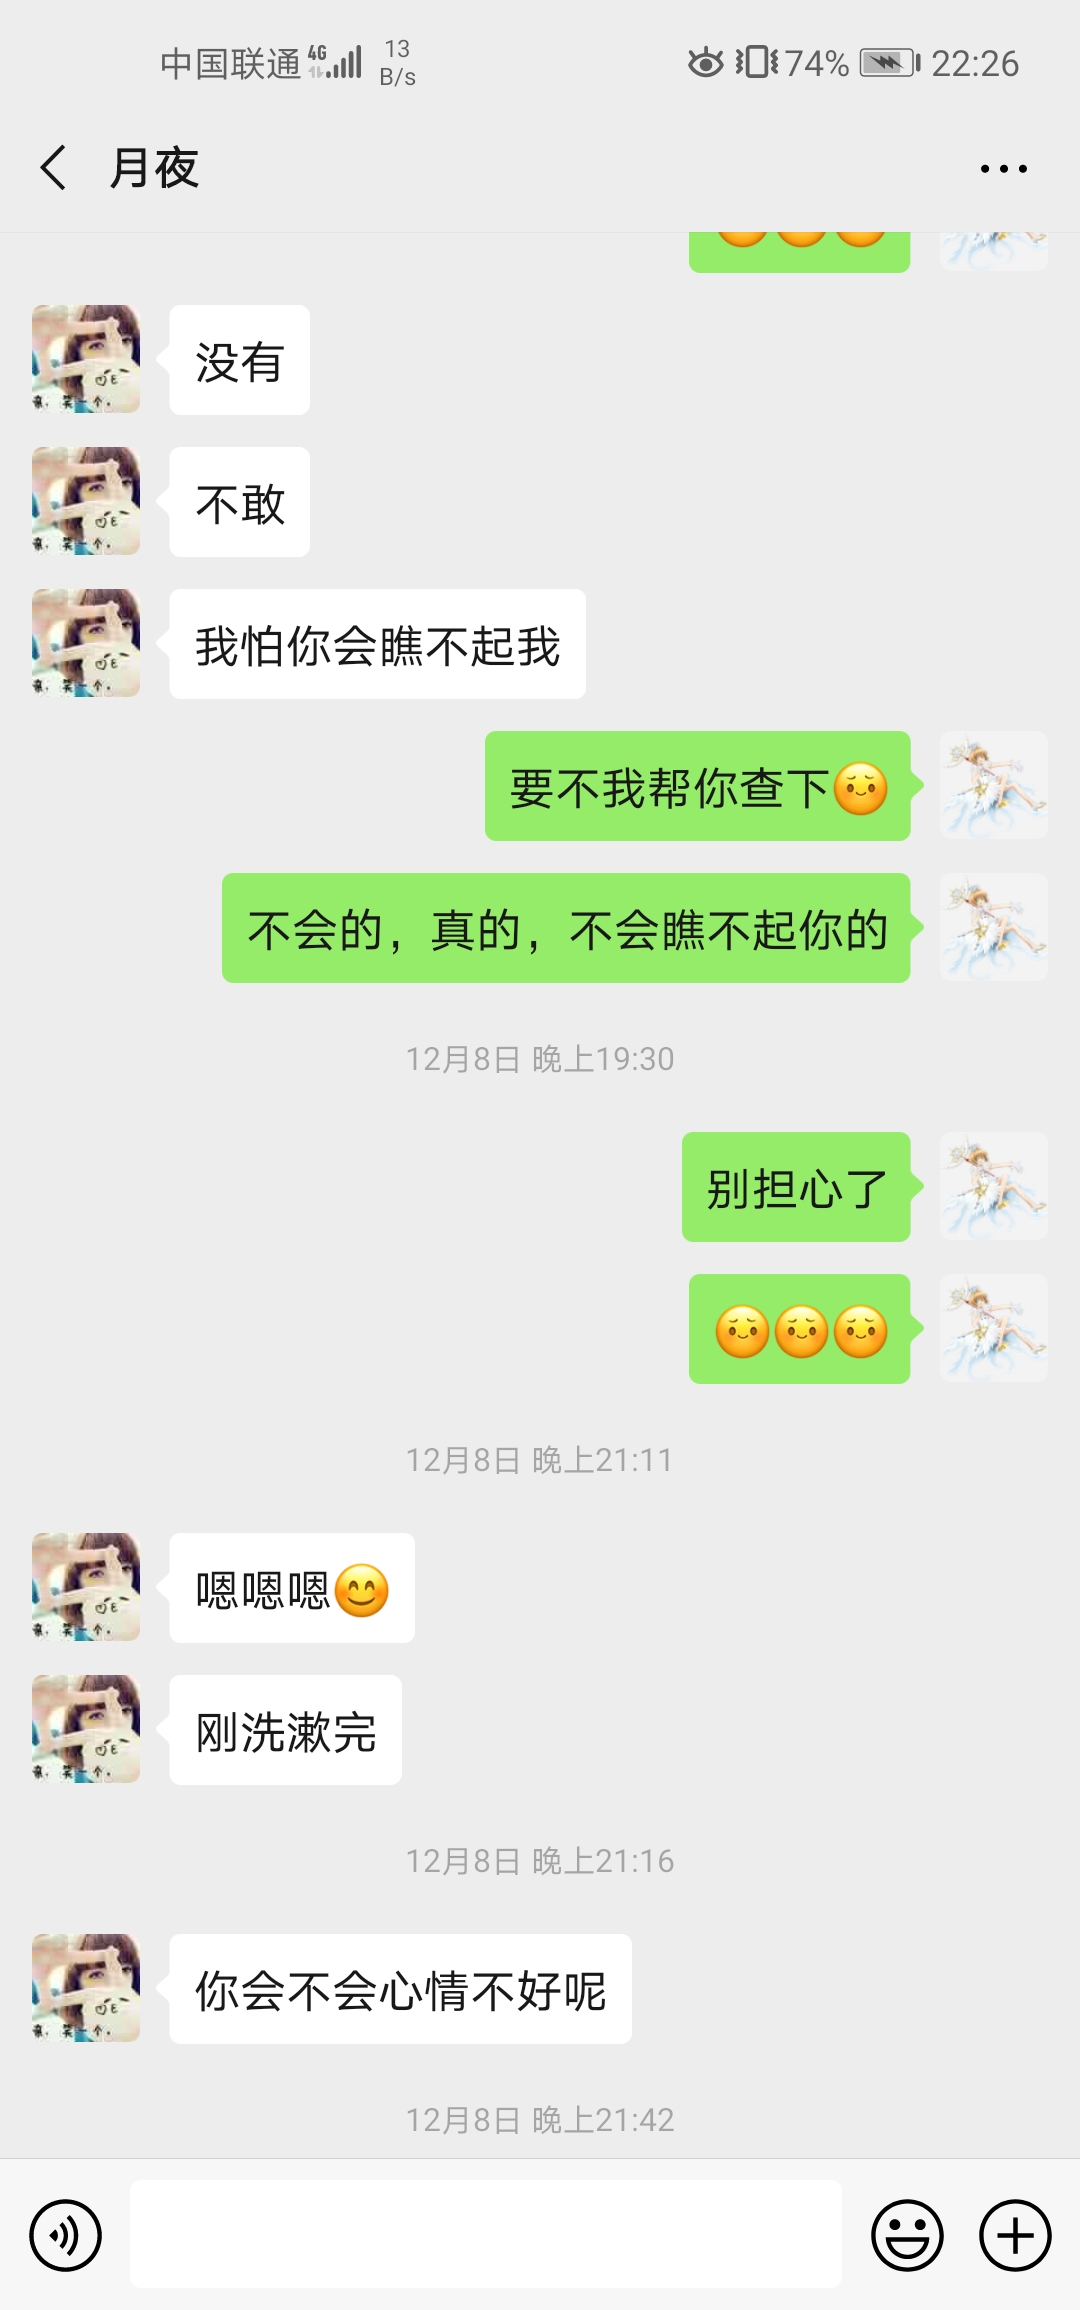 中国联通 4G 13 B/s 74% 22:26
月夜
没有
不敢
我怕你会瞧不起我
要不我帮你查下😌
不会的，真的，不会瞧不起你的
12月8日 晚上19:30
别担心了
😌😌😌
12月8日 晚上21:11
嗯嗯嗯😊
刚洗漱完
12月8日 晚上21:16
你会不会心情不好呢
12月8日 晚上21:42